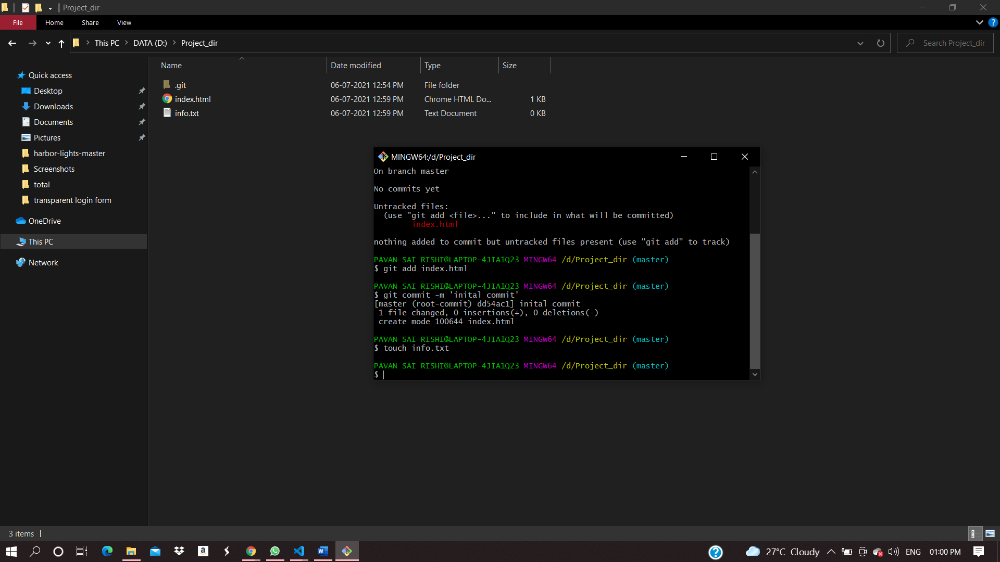 Project_dir
File Home Share View
This PC DATA (D:) Project_dir
Search Project_dir
Name Date modified Type Size
.git 06-07-2021 12:54 PM File folder
index.html 06-07-2021 12:59 PM Chrome HTML Do... 1 KB
info.txt 06-07-2021 12:59 PM Text Document 0 KB
Quick access
Desktop
Downloads
Documents
Pictures
harbor-lights-master
Screenshots
total
transparent login form
OneDrive
This PC
Network
MINGW64:/d/Project_dir
On branch master
No commits yet
Untracked files:
(use "git add <file>..." to include in what will be committed)
index.html
nothing added to commit but untracked files present (use "git add" to track)
PAVAN SAI RISHI@LAPTOP-4JIA1Q23 MINGW64 /d/Project_dir (master)
$ git add index.html
PAVAN SAI RISHI@LAPTOP-4JIA1Q23 MINGW64 /d/Project_dir (master)
$ git commit -m 'inital commit'
[master (root-commit) dd54ac1] inital commit
1 file changed, 0 insertions(+), 0 deletions(-)
create mode 100644 index.html
PAVAN SAI RISHI@LAPTOP-4JIA1Q23 MINGW64 /d/Project_dir (master)
$ touch info.txt
PAVAN SAI RISHI@LAPTOP-4JIA1Q23 MINGW64 /d/Project_dir (master)
$
3 items
27°C Cloudy ENG 01:00 PM